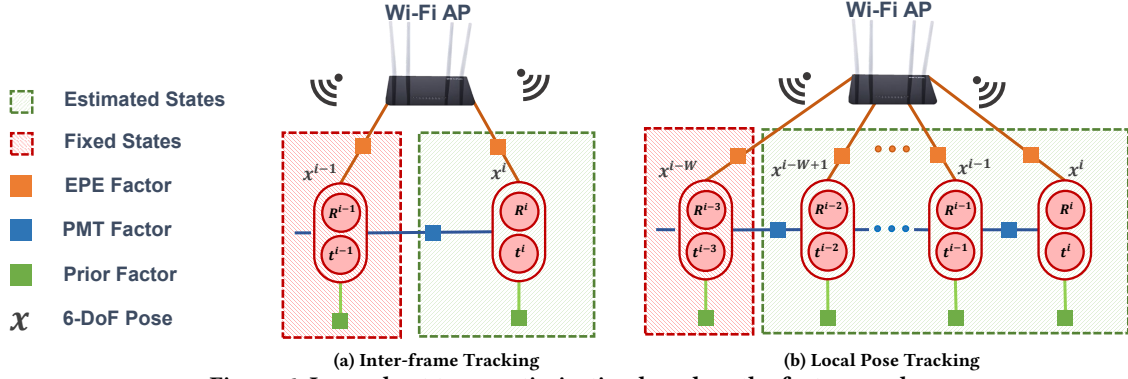 Wi-Fi AP
Wi-Fi AP
Estimated States
Fixed States
EPE Factor
PMT Factor
Prior Factor
x 6-DoF Pose
x^{i-1}
x^{i}
R^{i-1}
t^{i-1}
R^{i}
t^{i}
x^{i-W}
x^{i-W+1}
x^{i-1}
x^{i}
R^{i-3}
t^{i-3}
R^{i-2}
t^{i-2}
R^{i-1}
t^{i-1}
R^{i}
t^{i}
(a) Inter-frame Tracking
(b) Local Pose Tracking